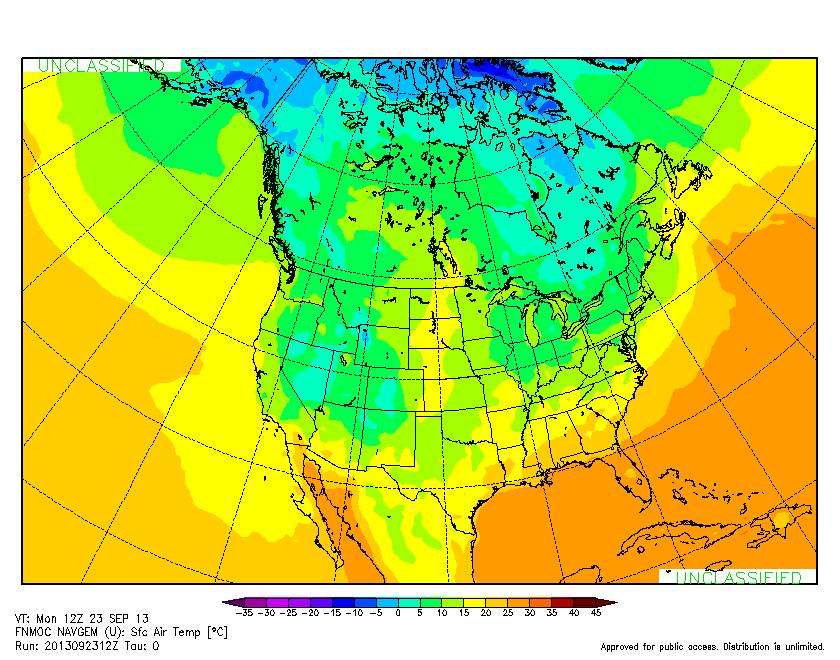 UNCLASSIFIED
UNCLASSIFIED
-35 -30 -25 -20 -15 -10 -5 0 5 10 15 20 25 30 35 40 45
VT: Mon 12Z 23 SEP 13
FNMOC NAVGEM (U): Sfc Air Temp [°C]
Run: 2013092312Z Tau: 0
Approved for public access. Distribution is unlimited.